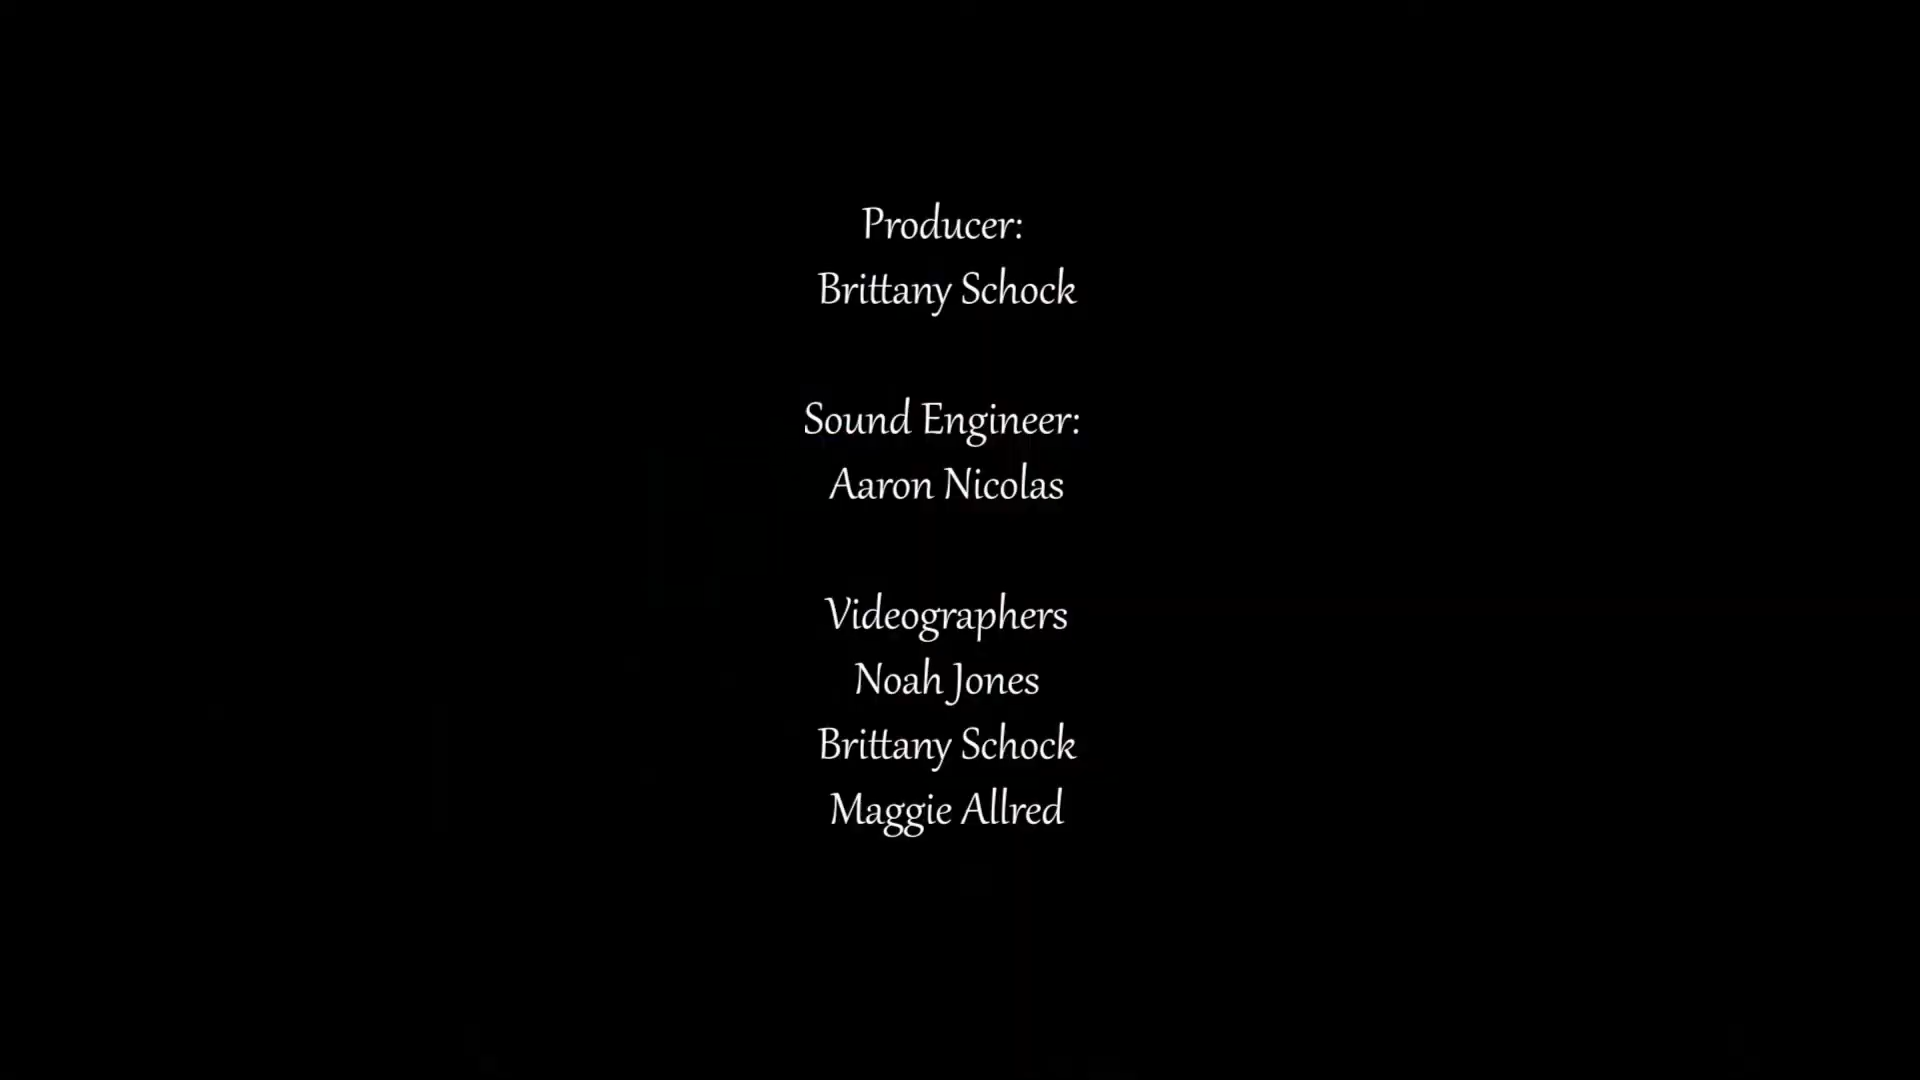 Producer:
Brittany Schock
Sound Engineer:
Aaron Nicolas
Videographers
Noah Jones
Brittany Schock
Maggie Allred